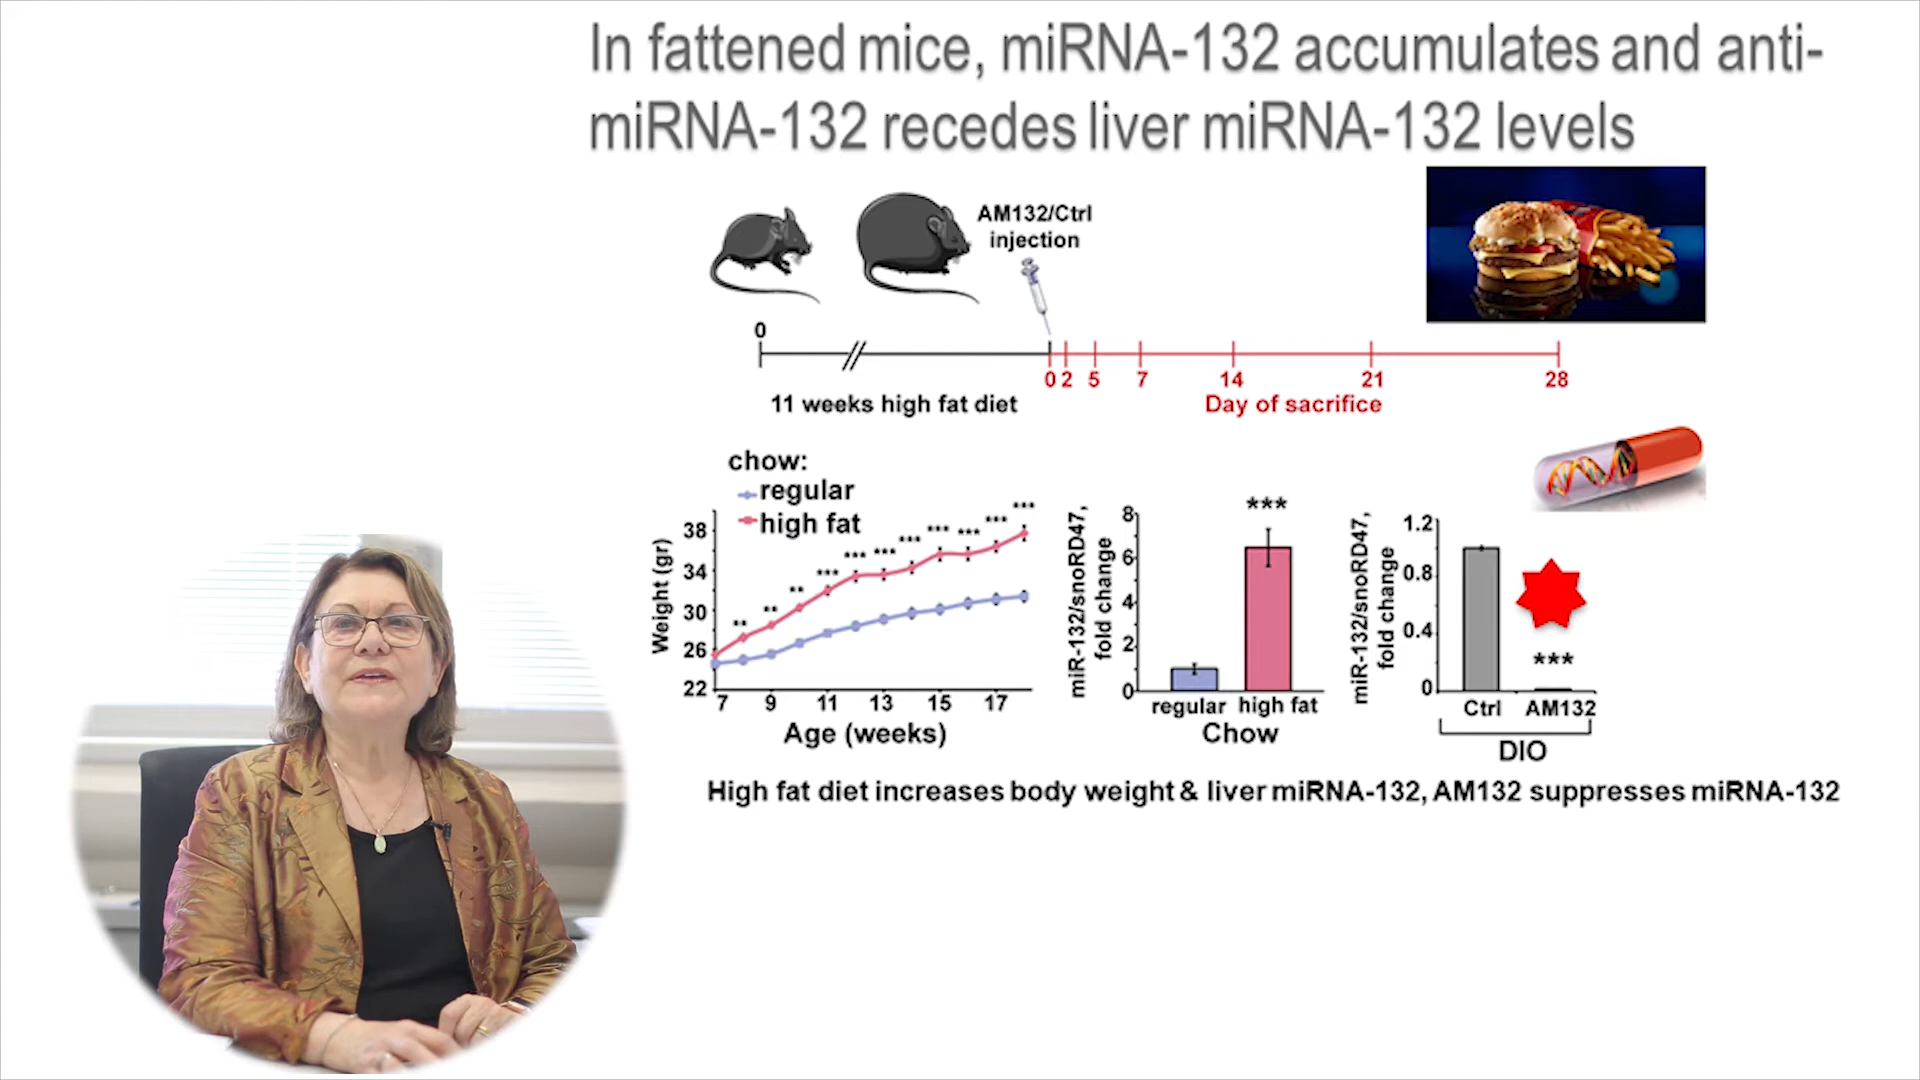 In fattened mice, miRNA-132 accumulates and anti-
miRNA-132 recedes liver miRNA-132 levels
AM132/Ctrl
injection
0
0 2 5 7 14 21 28
11 weeks high fat diet
Day of sacrifice
chow:
regular
high fat
Weight (gr)
38
34
30
26
22
** ** ** *** *** *** *** *** *** *** ***
7 9 11 13 15 17
Age (weeks)
miR-132/snoRD47,
fold change
8
6
4
2
0
***
regular high fat
Chow
miR-132/snoRD47,
fold change
1.2
0.8
0.4
0
***
Ctrl AM132
DIO
High fat diet increases body weight & liver miRNA-132, AM132 suppresses miRNA-132